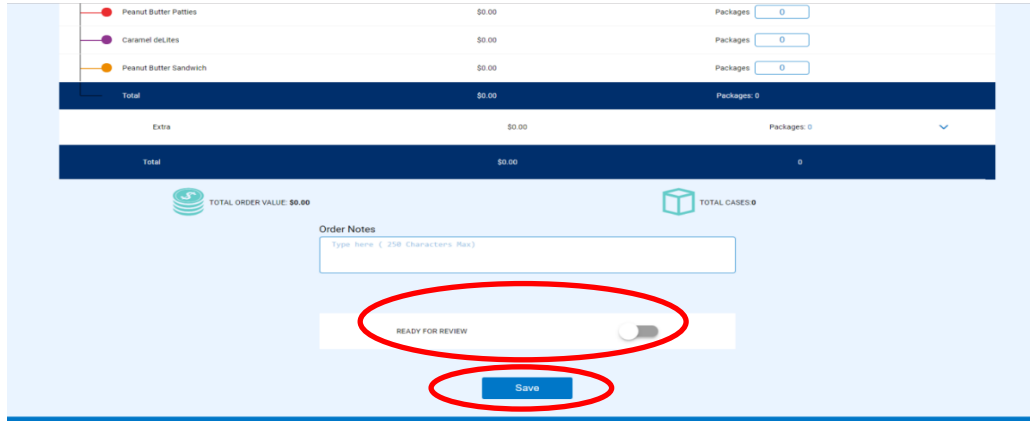 Peanut Butter Patties $0.00 Packages 0
Caramel deLites $0.00 Packages 0
Peanut Butter Sandwich $0.00 Packages 0
Total $0.00 Packages: 0
Extra $0.00 Packages: 0
Total $0.00 0
TOTAL ORDER VALUE: $0.00 TOTAL CASES:0
Order Notes
Type here ( 250 Characters Max)
READY FOR REVIEW
Save